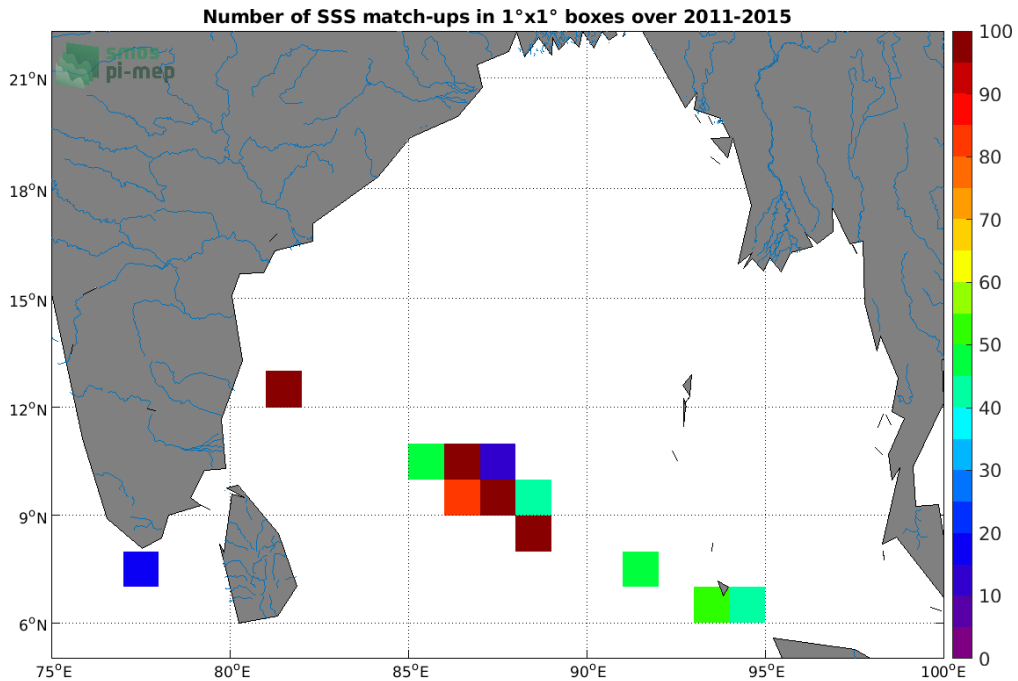 Number of SSS match-ups in 1°x1° boxes over 2011-2015
smos
pi-mep
21°N
18°N
15°N
12°N
9°N
6°N
75°E 80°E 85°E 90°E 95°E 100°E
100
90
80
70
60
50
40
30
20
10
0